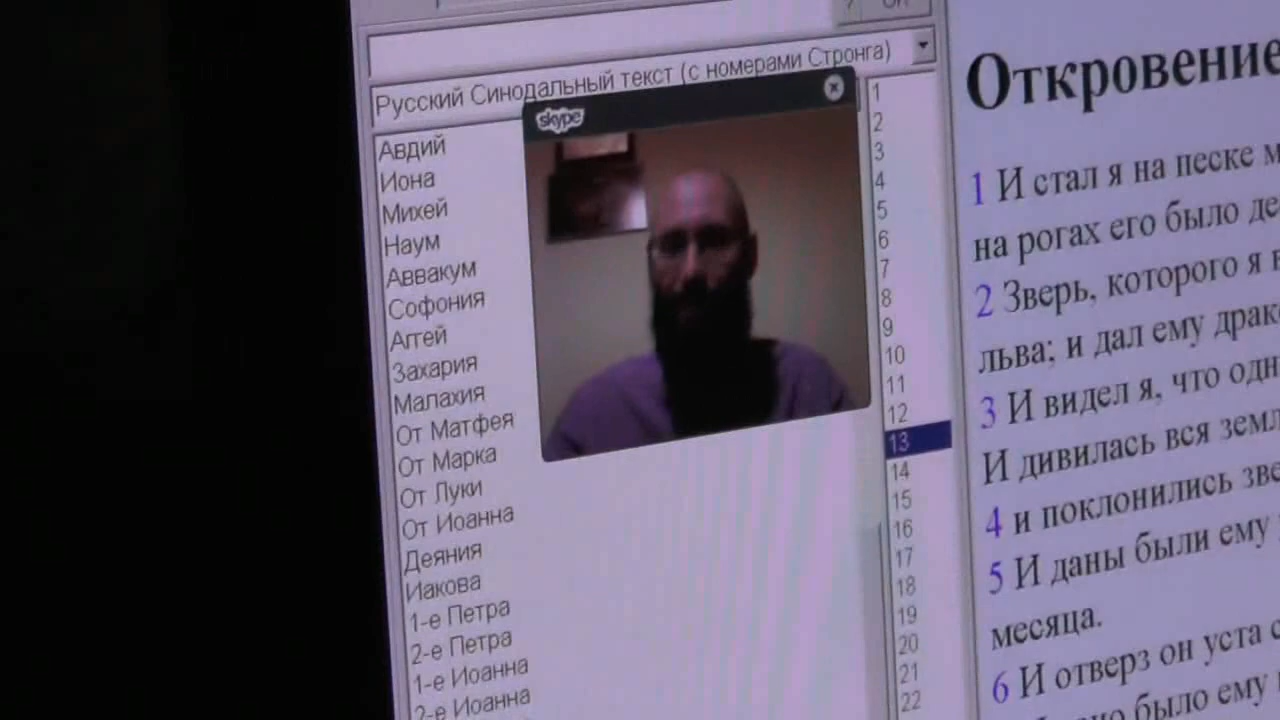 Русский Синодальный текст (с номерами Стронга)
skype
Авдий
Иона
Михей
Наум
Аввакум
Софония
Аггей
Захария
Малахия
От Матфея
От Марка
От Луки
От Иоанна
Деяния
Иакова
1-е Петра
2-е Петра
1-е Иоанна
2-е Иоанна
1
2
3
4
5
6
7
8
9
10
11
12
13
14
15
16
17
18
19
20
21
22
Откровение
1 И стал я на песке
на рогах его было
2 Зверь, которого я
льва; и дал ему
3 И видел я, что
И дивилась вся
4 и поклонились
5 И даны были ему
месяца.
6 И отверз он уста
было ему